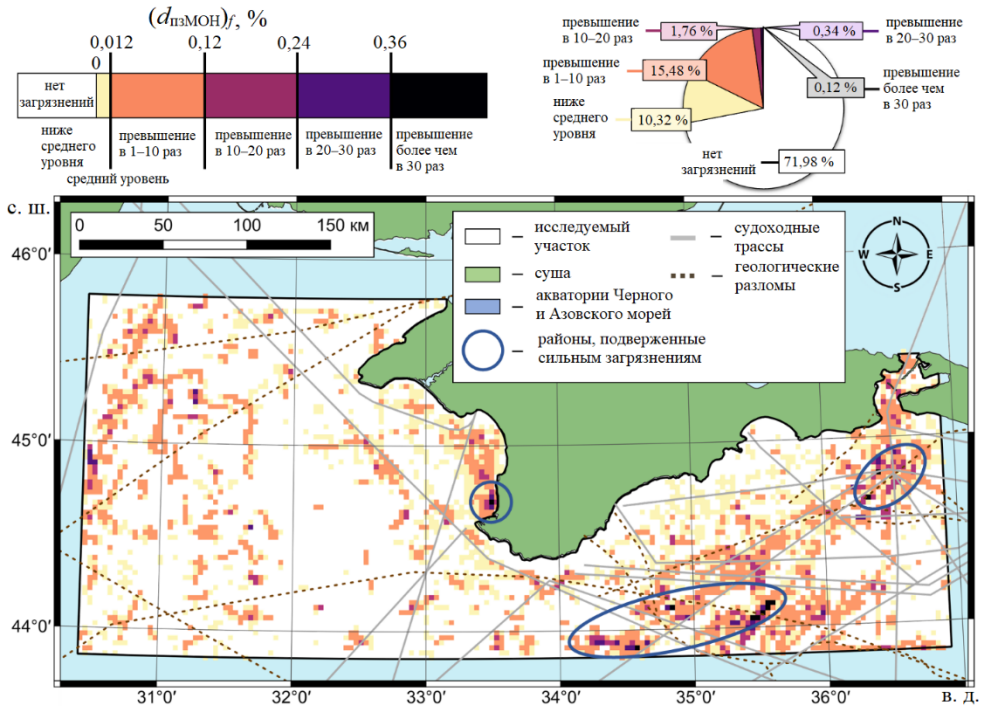 (dпзМОН)f, %
0,012
0,12
0,24
0,36
0
нет
загрязнений
ниже
среднего
уровня
средний уровень
превышение
в 1–10 раз
превышение
в 10–20 раз
превышение
в 20–30 раз
превышение
более чем
в 30 раз
превышение
в 10–20 раз
1,76 %
0,34 %
превышение
в 20–30 раз
превышение
в 1–10 раз
15,48 %
0,12 %
превышение
более чем
в 30 раз
ниже
среднего
уровня
10,32 %
нет
загрязнений
71,98 %
с. ш.
0
50
100
150 км
– исследуемый
участок
– суша
– акватории Черного
и Азовского морей
– районы, подверженные
сильным загрязнениям
– судоходные
трассы
– геологические
разломы
N
W
E
S
46°0′
45°0′
44°0′
31°0′
32°0′
33°0′
34°0′
35°0′
36°0′
в. д.